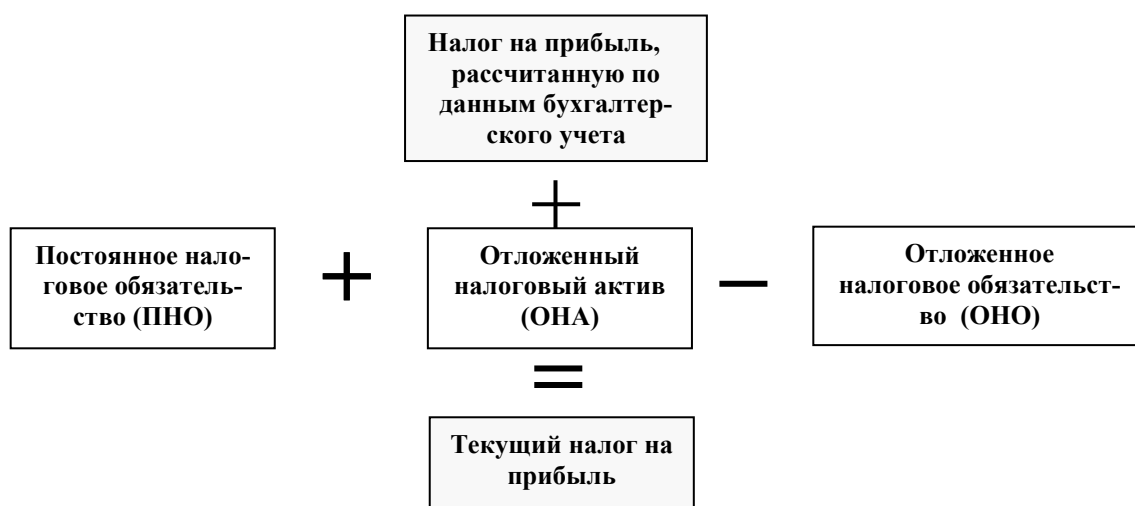 Налог на прибыль,
рассчитанную по
данным бухгалтер-
ского учета
+
Постоянное нало-
говое обязатель-
ство (ПНО)
+
Отложенный
налоговый актив
(ОНА)
–
Отложенное
налоговое обязательст-
во (ОНО)
=
Текущий налог на
прибыль